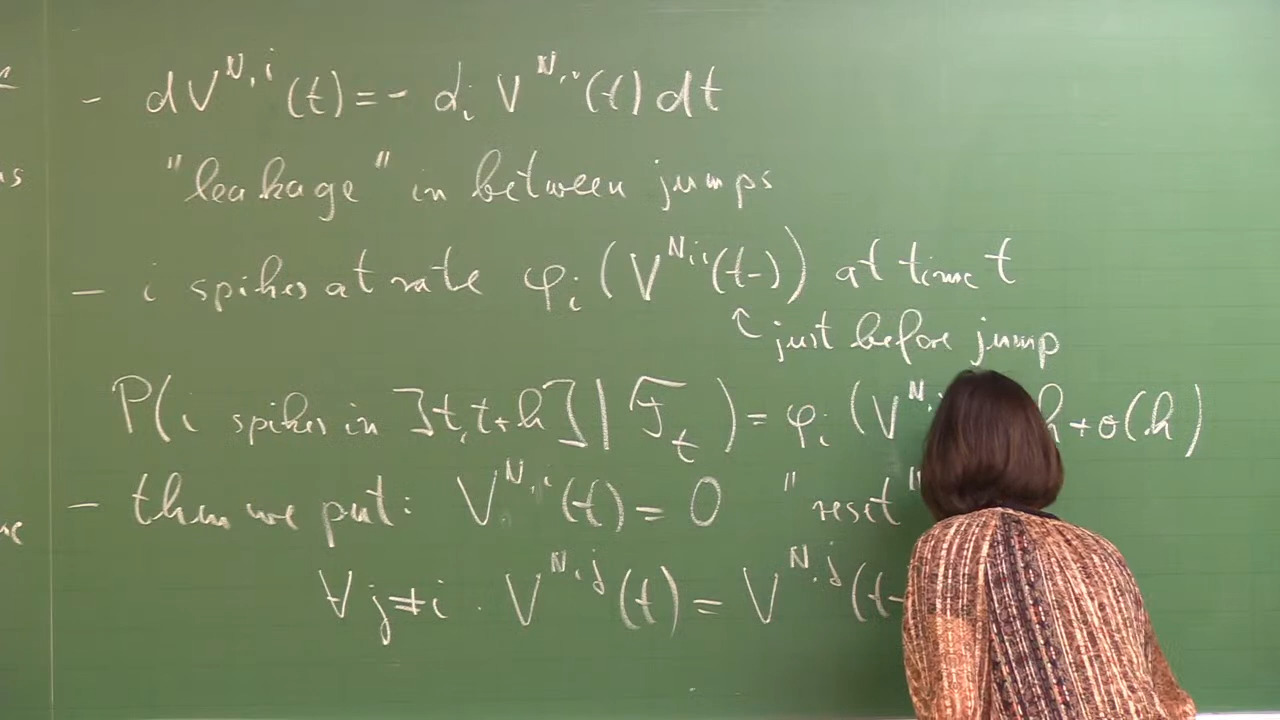 - dV^{N,i}(t) = - α_i V^{N,i}(t) dt
"leakage" in between jumps
- i spikes at rate φ_i(V^{N,i}(t-)) at time t
↖ just before jump
P(i spikes in ]t,t+h] | F_t) = φ_i(V^{N, h + o(h)
- then we put: V^{N,i}(t) = 0 "reset"
∀ j≠i . V^{N,j}(t) = V^{N,j}(t-